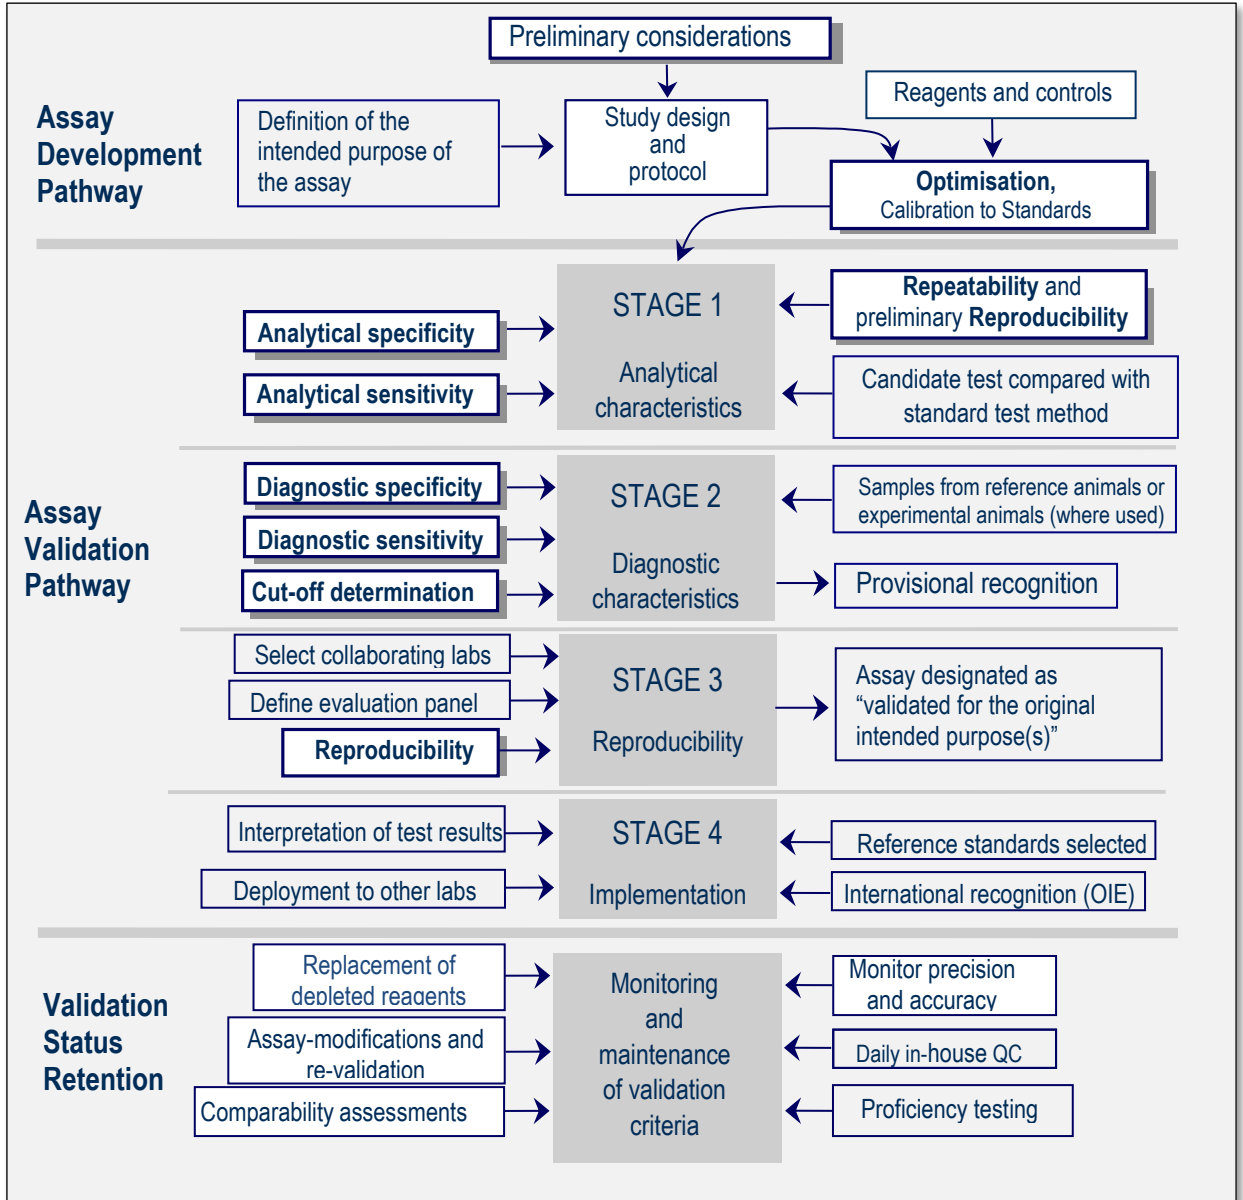 Preliminary considerations
Reagents and controls
Assay
Development
Pathway
Definition of the
intended purpose of
the assay
Study design
and
protocol
Optimisation,
Calibration to Standards
STAGE 1
Analytical
characteristics
Analytical specificity
Analytical sensitivity
Repeatability and
preliminary Reproducibility
Candidate test compared with
standard test method
Assay
Validation
Pathway
Diagnostic specificity
Diagnostic sensitivity
Cut-off determination
STAGE 2
Diagnostic
characteristics
Samples from reference animals or
experimental animals (where used)
Provisional recognition
Select collaborating labs
Define evaluation panel
Reproducibility
STAGE 3
Reproducibility
Assay designated as
“validated for the original
intended purpose(s)”
Interpretation of test results
Deployment to other labs
STAGE 4
Implementation
Reference standards selected
International recognition (OIE)
Validation
Status
Retention
Replacement of
depleted reagents
Assay-modifications and
re-validation
Comparability assessments
Monitoring
and
maintenance
of validation
criteria
Monitor precision
and accuracy
Daily in-house QC
Proficiency testing